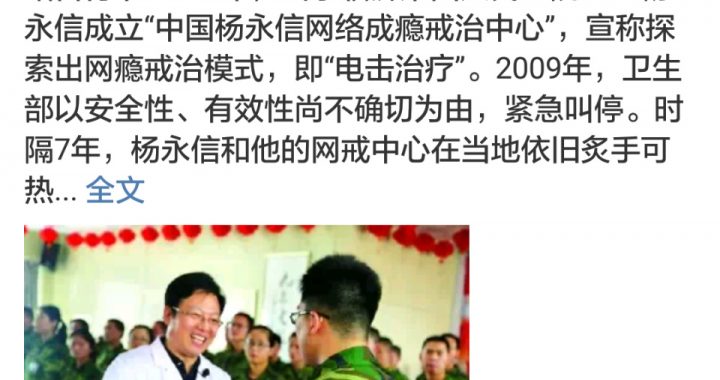 永信成立“中国杨永信网络成瘾戒治中心”，宣称探
索出网瘾戒治模式，即“电击治疗”。2009年，卫生
部以安全性、有效性尚不确切为由，紧急叫停。时
隔7年，杨永信和他的网戒中心在当地依旧炙手可
热... 全文